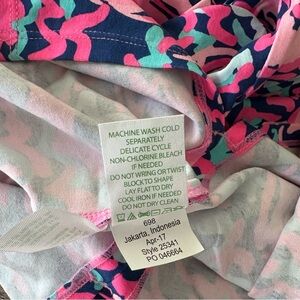 MACHINE WASH COLD
SEPARATELY
DELICATE CYCLE
NON-CHLORINE BLEACH
IF NEEDED
DO NOT WRING OR TWIST
BLOCK TO SHAPE
LAY FLAT TO DRY
COOL IRON IF NEEDED
DO NOT DRY CLEAN
698
Jakarta, Indonesia
Apr-17
Style 25341
PO 046664